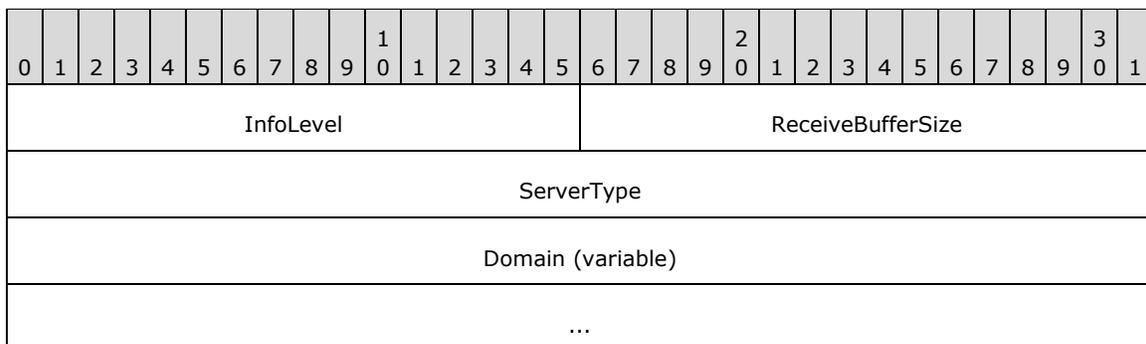 1 2 3
0 1 2 3 4 5 6 7 8 9 0 1 2 3 4 5 6 7 8 9 0 1 2 3 4 5 6 7 8 9 0 1
InfoLevel ReceiveBufferSize
ServerType
Domain (variable)
...